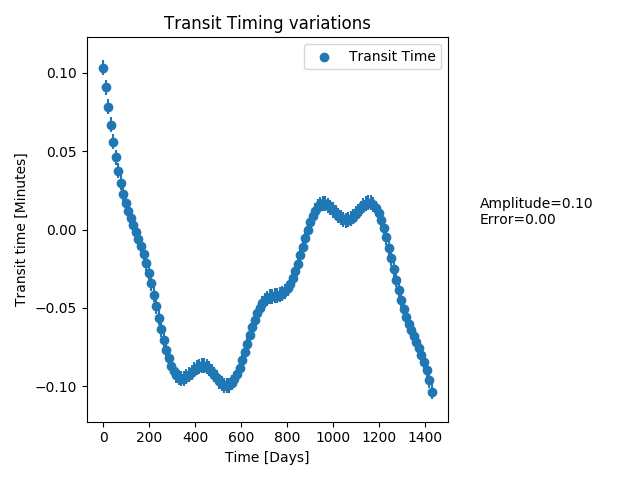 Transit Timing variations
Transit Time
0.10
0.05
0.00
−0.05
−0.10
Transit time [Minutes]
0 200 400 600 800 1000 1200 1400
Time [Days]
Amplitude=0.10
Error=0.00